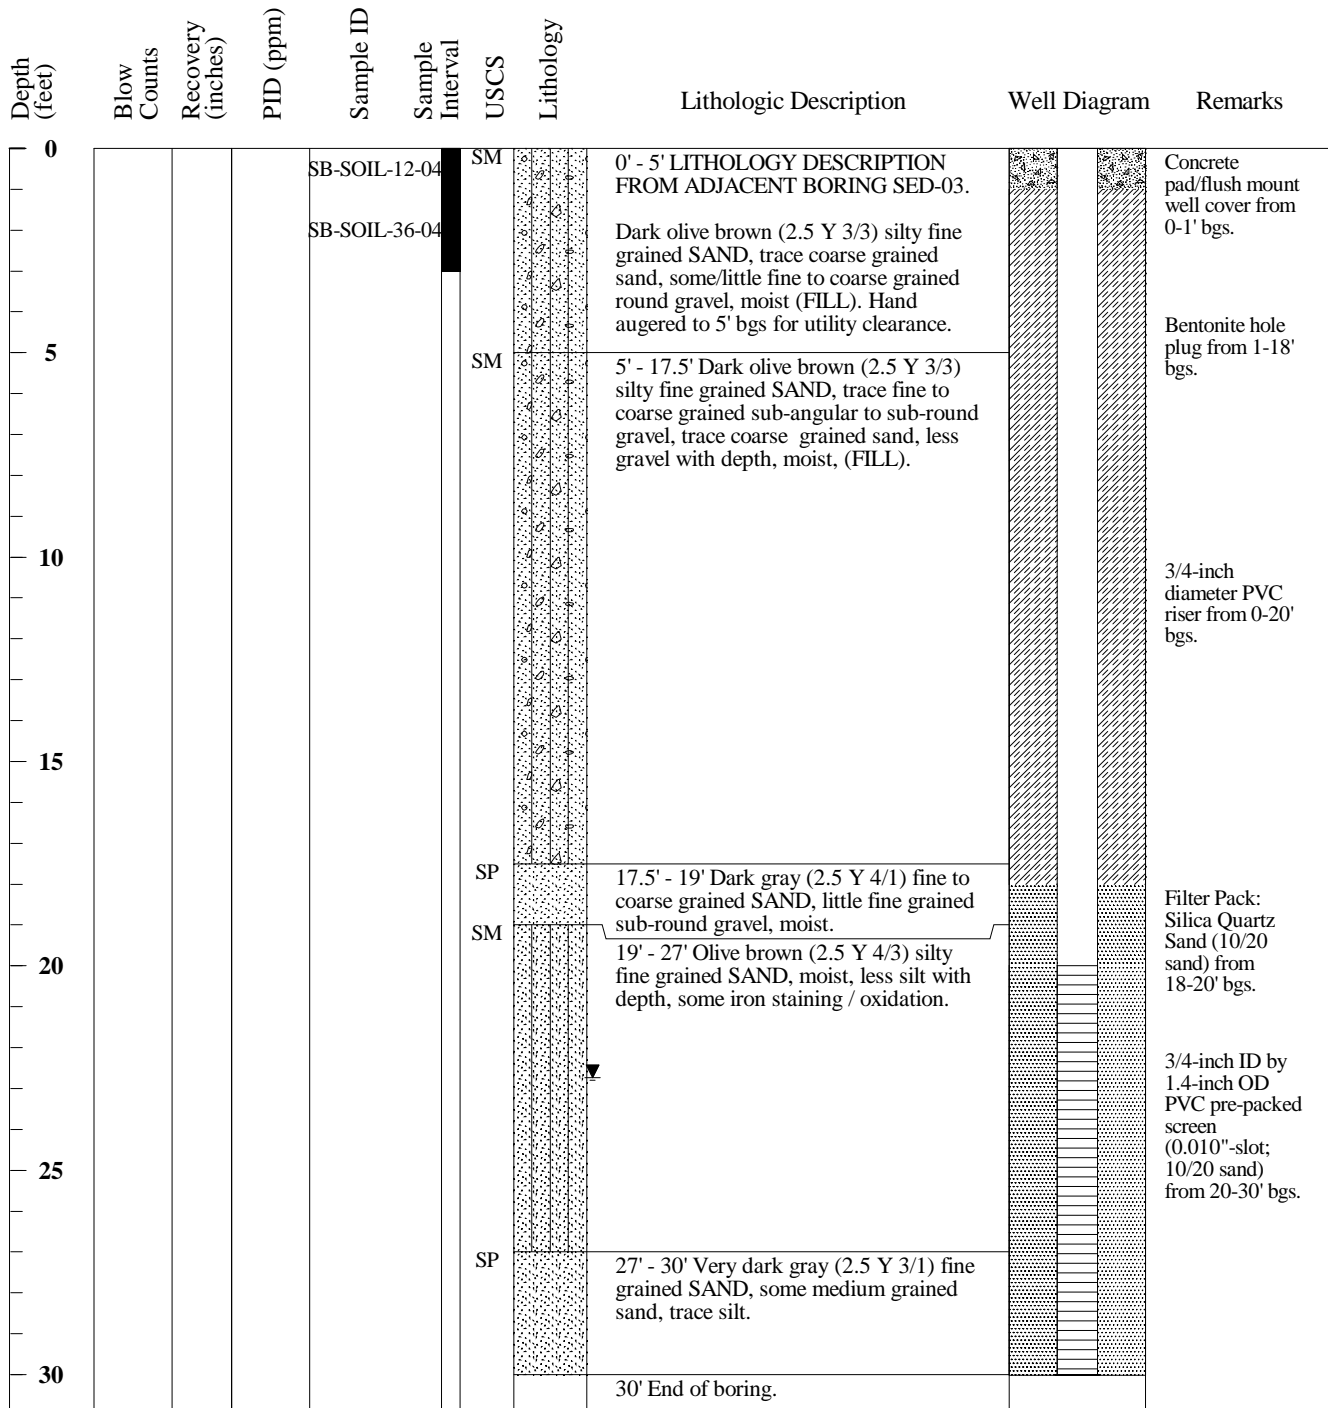 Depth
(feet)
Blow
Counts
Recovery
(inches)
PID (ppm)
Sample ID
Sample
Interval
USCS
Lithology
Lithologic Description
Well Diagram
Remarks
0
SB-SOIL-12-04
SM
0' - 5' LITHOLOGY DESCRIPTION
FROM ADJACENT BORING SED-03.
Concrete
pad/flush mount
well cover from
0-1' bgs.
SB-SOIL-36-04
Dark olive brown (2.5 Y 3/3) silty fine
grained SAND, trace coarse grained
sand, some/little fine to coarse grained
round gravel, moist (FILL). Hand
augered to 5' bgs for utility clearance.
Bentonite hole
plug from 1-18'
bgs.
5
SM
5' - 17.5' Dark olive brown (2.5 Y 3/3)
silty fine grained SAND, trace fine to
coarse grained sub-angular to sub-round
gravel, trace coarse  grained sand, less
gravel with depth, moist, (FILL).
10
3/4-inch
diameter PVC
riser from 0-20'
bgs.
15
SP
17.5' - 19' Dark gray (2.5 Y 4/1) fine to
coarse grained SAND, little fine grained
sub-round gravel, moist.
Filter Pack:
Silica Quartz
Sand (10/20
sand) from
18-20' bgs.
SM
19' - 27' Olive brown (2.5 Y 4/3) silty
fine grained SAND, moist, less silt with
depth, some iron staining / oxidation.
20
3/4-inch ID by
1.4-inch OD
PVC pre-packed
screen
(0.010"-slot;
10/20 sand)
from 20-30' bgs.
25
SP
27' - 30' Very dark gray (2.5 Y 3/1) fine
grained SAND, some medium grained
sand, trace silt.
30
30' End of boring.